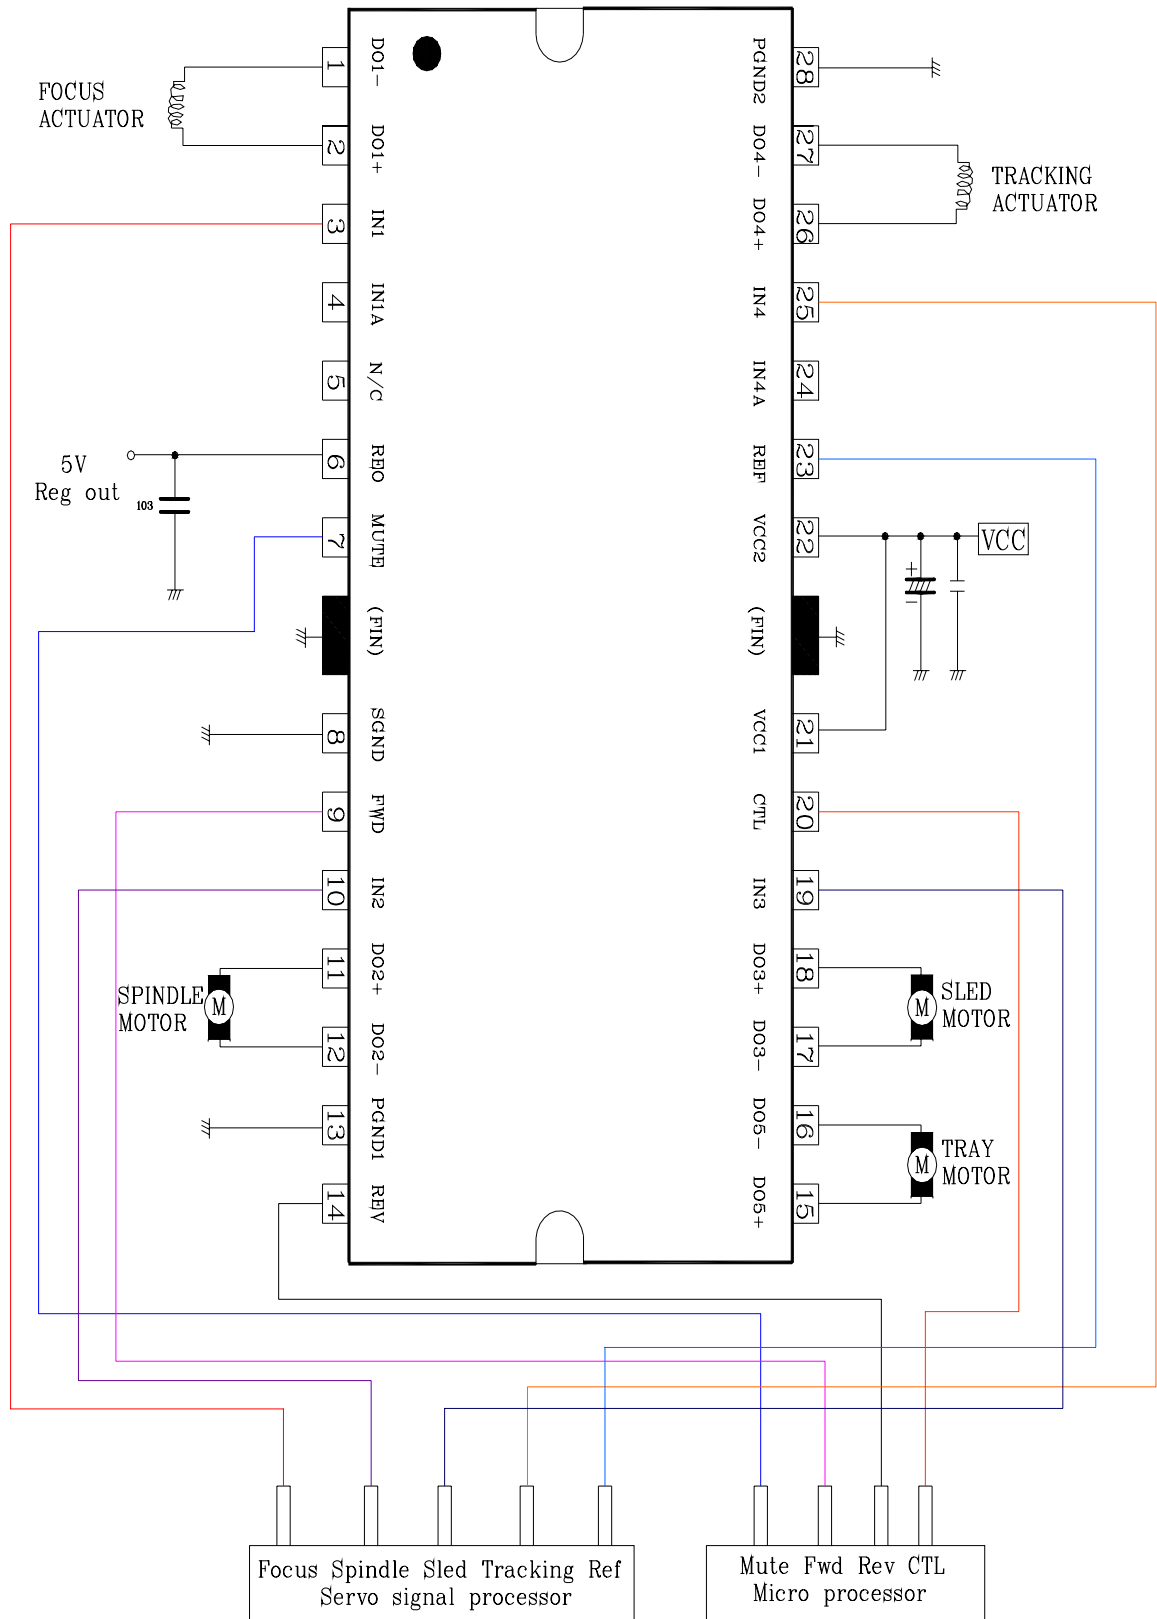 FOCUS
ACTUATOR
1 DO1-
2 DO1+
3 IN1
4 IN1A
5 N/C
5V
Reg out
103
6 REO
7 MUTE
(FIN)
8 SGND
9 FWD
10 IN2
11 DO2+
SPINDLE
MOTOR
M
12 DO2-
13 PGND1
14 REV
PGND2 28
DO4- 27
TRACKING
ACTUATOR
DO4+ 26
IN4 25
IN4A 24
REF 23
VCC2 22
VCC
+
-
(FIN)
VCC1 21
CTL 20
IN3 19
DO3+ 18
SLED
MOTOR
M
DO3- 17
DO5- 16
TRAY
MOTOR
M
DO5+ 15
Focus Spindle Sled Tracking Ref
Servo signal processor
Mute Fwd Rev CTL
Micro processor